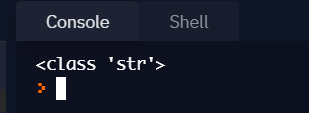 Console Shell
<class 'str'>
>